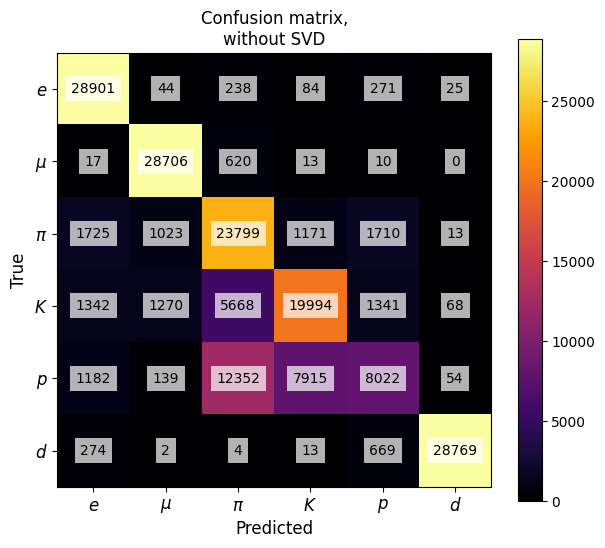 Confusion matrix,
without SVD
e 28901 44 238 84 271 25
μ 17 28706 620 13 10 0
π 1725 1023 23799 1171 1710 13
K 1342 1270 5668 19994 1341 68
p 1182 139 12352 7915 8022 54
d 274 2 4 13 669 28769
e μ π K p d
Predicted
True
25000
20000
15000
10000
5000
0